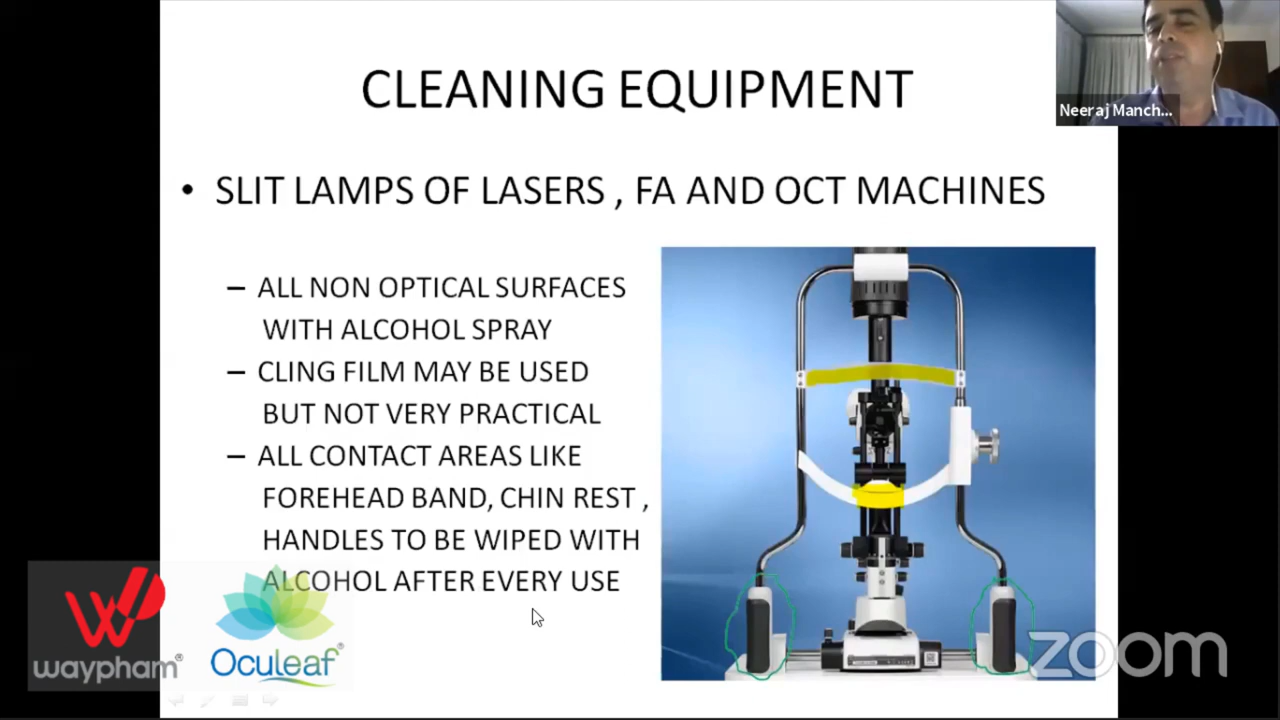 CLEANING EQUIPMENT
Neeraj Manch...
• SLIT LAMPS OF LASERS , FA AND OCT MACHINES
– ALL NON OPTICAL SURFACES
WITH ALCOHOL SPRAY
– CLING FILM MAY BE USED
BUT NOT VERY PRACTICAL
– ALL CONTACT AREAS LIKE
FOREHEAD BAND, CHIN REST ,
HANDLES TO BE WIPED WITH
ALCOHOL AFTER EVERY USE
waypham®
Oculeaf®
zoom